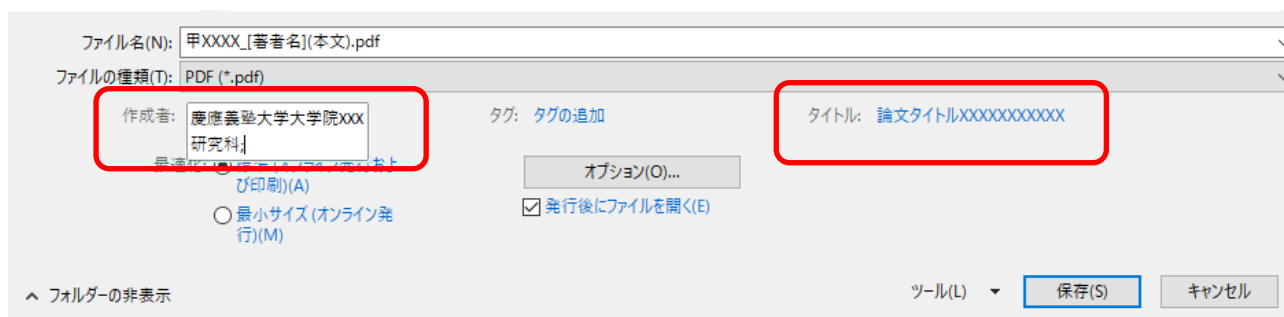 ファイル名(N): 甲XXXX_[著者名](本文).pdf
ファイルの種類(T): PDF (*.pdf)
作成者: 慶應義塾大学大学院XXX
研究科;
タグ: タグの追加
タイトル: 論文タイトルXXXXXXXXXXX
最適化:
び印刷)(A)
最小サイズ (オンライン発
行)(M)
オプション(O)...
発行後にファイルを開く(E)
フォルダーの非表示
ツール(L)
保存(S)
キャンセル